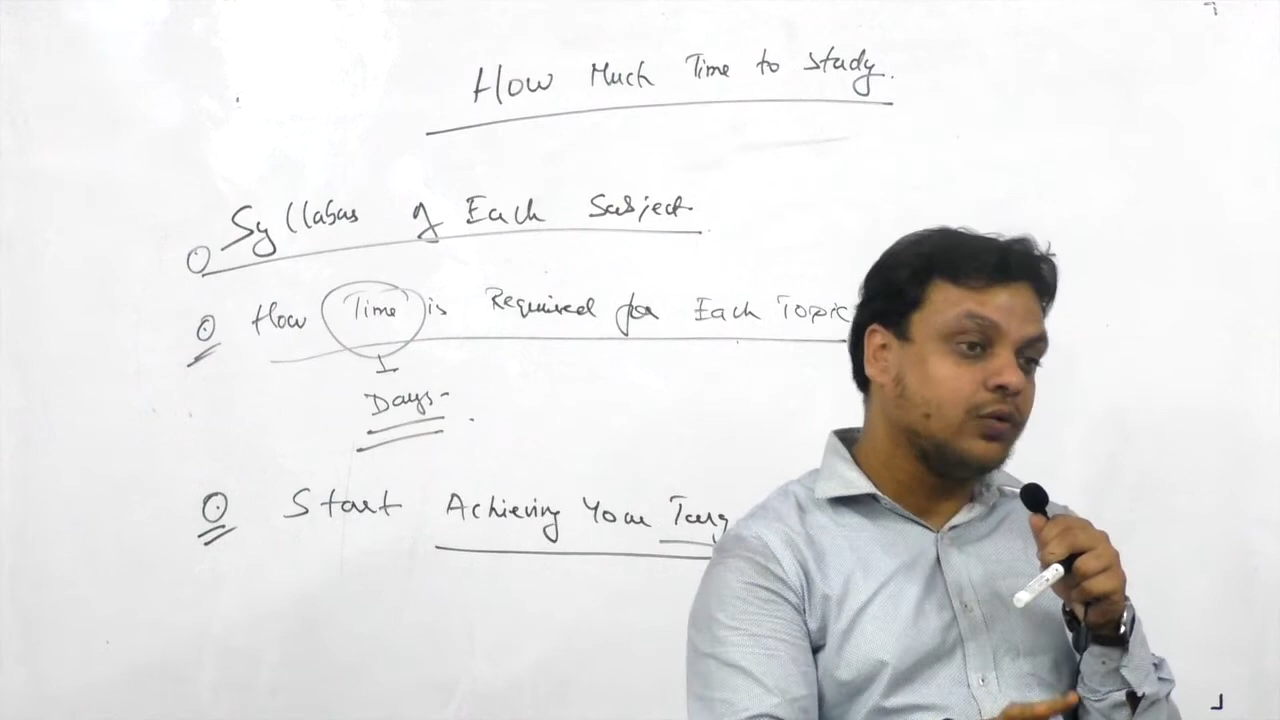 How Much Time to study.
Syllabus of Each Subject
How Time is Required for Each Topic
Days
Start Achieving Your Targ